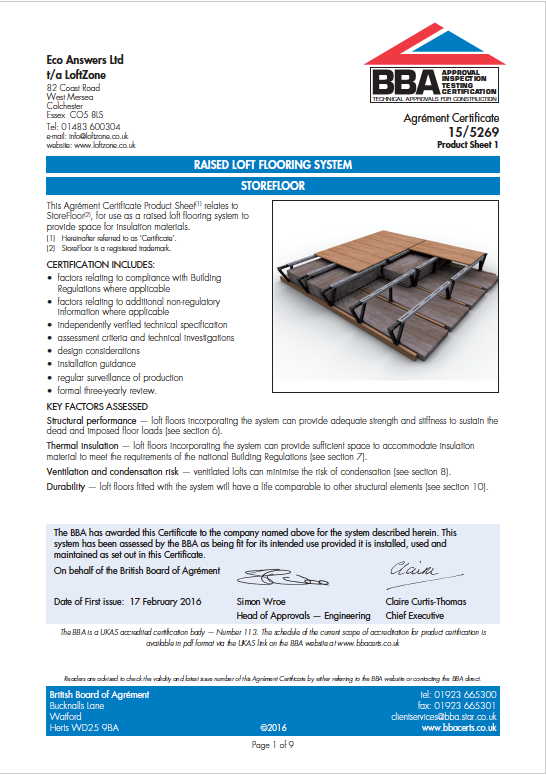 Eco Answers Ltd
t/a LoftZone
82 Coast Road
West Mersea
Colchester
Essex CO5 8LS
Tel: 01483 600304
e-mail: info@loftzone.co.uk
website: www.loftzone.co.uk
BBA
APPROVAL
INSPECTION
TESTING
CERTIFICATION
TECHNICAL APPROVALS FOR CONSTRUCTION
Agrément Certificate
15/5269
Product Sheet 1
RAISED LOFT FLOORING SYSTEM
STOREFLOOR
This Agrément Certificate Product Sheet(1) relates to
StoreFloor(2), for use as a raised loft flooring system to
provide space for insulation materials.
(1) Hereinafter referred to as 'Certificate'.
(2) StoreFloor is a registered trademark.
CERTIFICATION INCLUDES:
• factors relating to compliance with Building
Regulations where applicable
• factors relating to additional non-regulatory
information where applicable
• independently verified technical specification
• assessment criteria and technical investigations
• design considerations
• installation guidance
• regular surveillance of production
• formal three-yearly review.
KEY FACTORS ASSESSED
Structural performance — loft floors incorporating the system can provide adequate strength and stiffness to sustain the
dead and imposed floor loads (see section 6).
Thermal insulation — loft floors incorporating the system can provide sufficient space to accommodate insulation
material to meet the requirements of the national Building Regulations (see section 7).
Ventilation and condensation risk — ventilated lofts can minimise the risk of condensation (see section 8).
Durability — loft floors fitted with the system will have a life comparable to other structural elements (see section 10).
The BBA has awarded this Certificate to the company named above for the system described herein. This
system has been assessed by the BBA as being fit for its intended use provided it is installed, used and
maintained as set out in this Certificate.
On behalf of the British Board of Agrément
Claire
Date of First issue: 17 February 2016
Simon Wroe
Head of Approvals — Engineering
Claire Curtis-Thomas
Chief Executive
The BBA is a UKAS accredited certification body — Number 113. The schedule of the current scope of accreditation for product certification is
available in pdf format via the UKAS link on the BBA website at www.bbacerts.co.uk
Readers are advised to check the validity and latest issue number of this Agrément Certificate by either referring to the BBA website or contacting the BBA direct.
British Board of Agrément
Bucknalls Lane
Watford
Herts WD25 9BA
©2016
tel: 01923 665300
fax: 01923 665301
clientservices@bba.star.co.uk
www.bbacerts.co.uk
Page 1 of 9